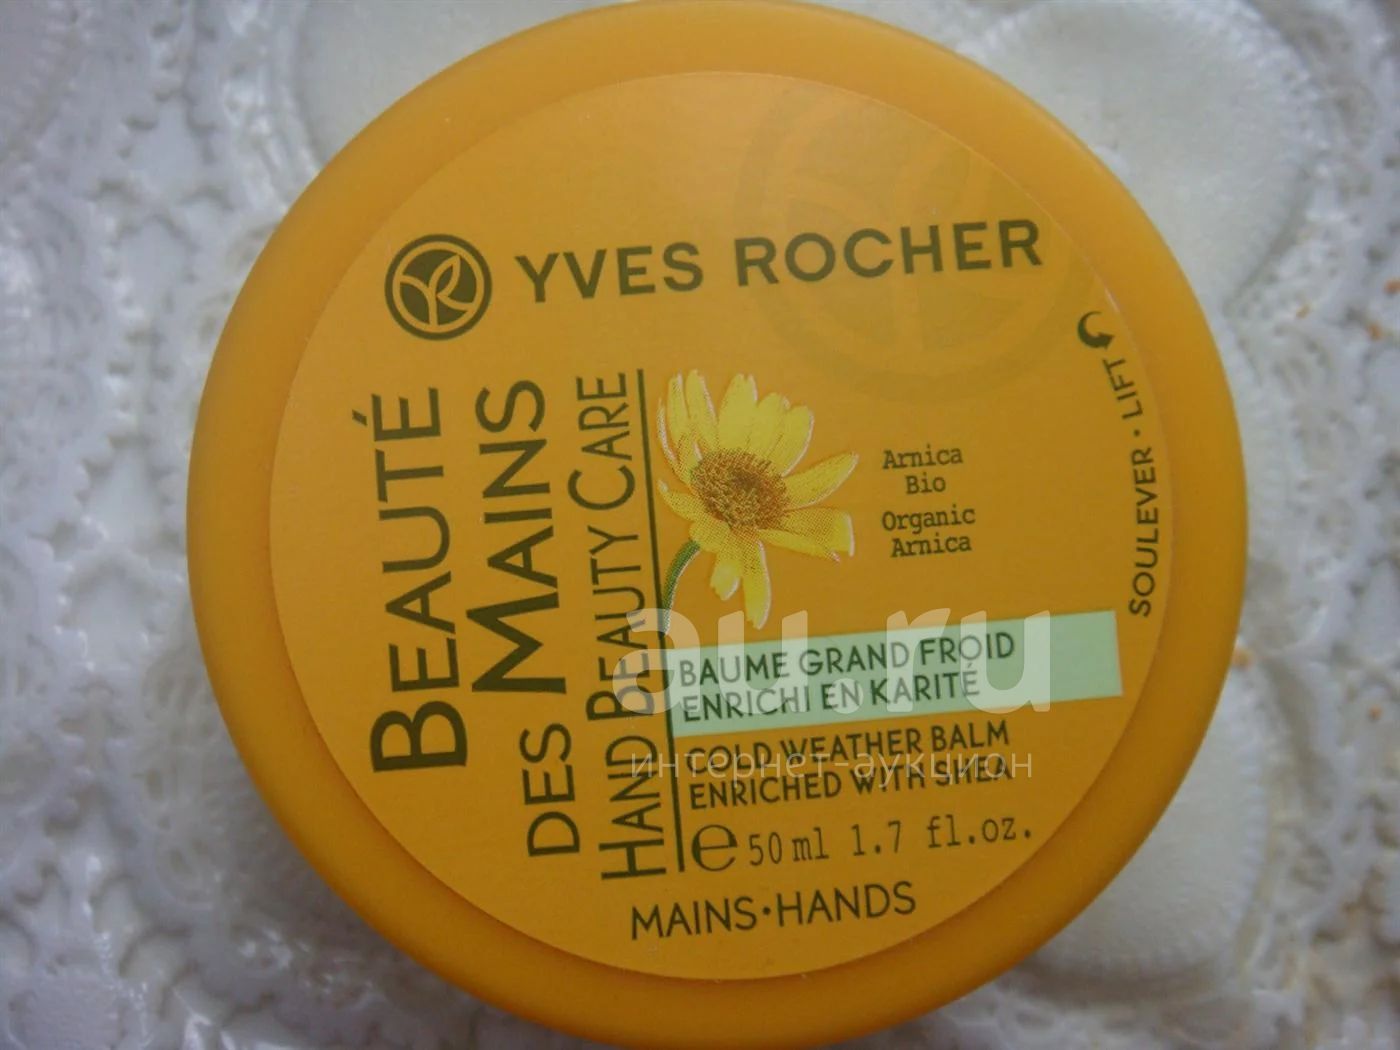 YVES ROCHER
BEAUTÉ
DES MAINS
HAND BEAUTY CARE
Arnica
Bio
Organic
Arnica
SOULEVER · LIFT
BAUME GRAND FROID
ENRICHI EN KARITÉ
COLD WEATHER BALM
ENRICHED WITH SHEA
e 50 ml 1.7 fl.oz.
MAINS·HANDS
au.ru
интернет-аукцион